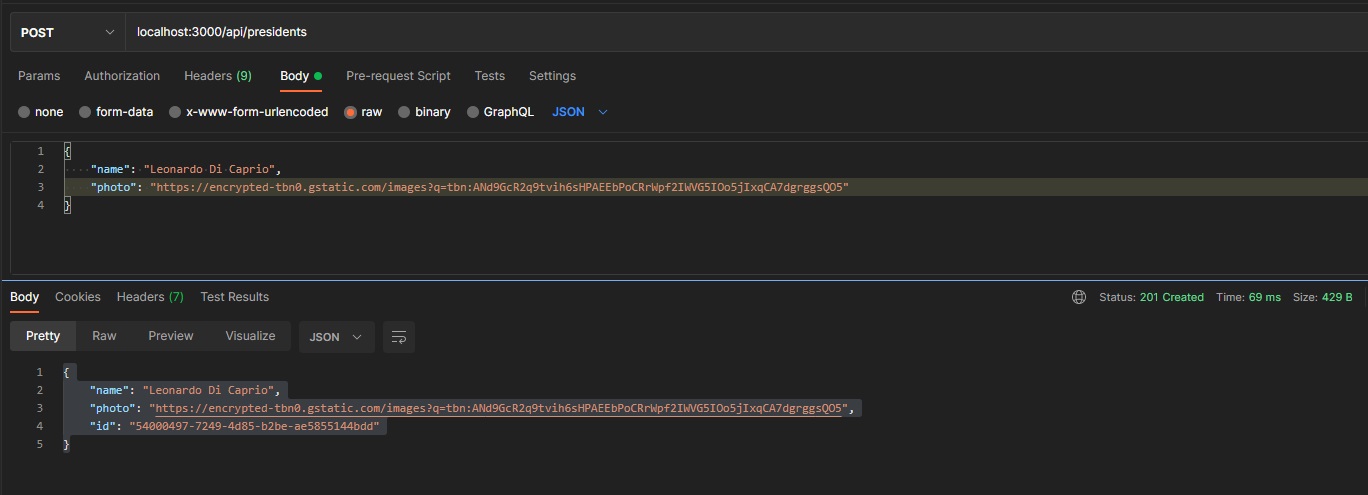 POST localhost:3000/api/presidents
Params Authorization Headers (9) Body Pre-request Script Tests Settings
none form-data x-www-form-urlencoded raw binary GraphQL JSON
1 {
2 "name": "Leonardo Di Caprio",
3 "photo": "https://encrypted-tbn0.gstatic.com/images?q=tbn:ANd9GcR2q9tvih6sHPAEEbPoCRrWpf2IWVG5IOo5jIxqCA7dgrggsQO5"
4 }
Body Cookies Headers (7) Test Results Status: 201 Created Time: 69 ms Size: 429 B
Pretty Raw Preview Visualize JSON
1 {
2 "name": "Leonardo Di Caprio",
3 "photo": "https://encrypted-tbn0.gstatic.com/images?q=tbn:ANd9GcR2q9tvih6sHPAEEbPoCRrWpf2IWVG5IOo5jIxqCA7dgrggsQO5",
4 "id": "54000497-7249-4d85-b2be-ae5855144bdd"
5 }